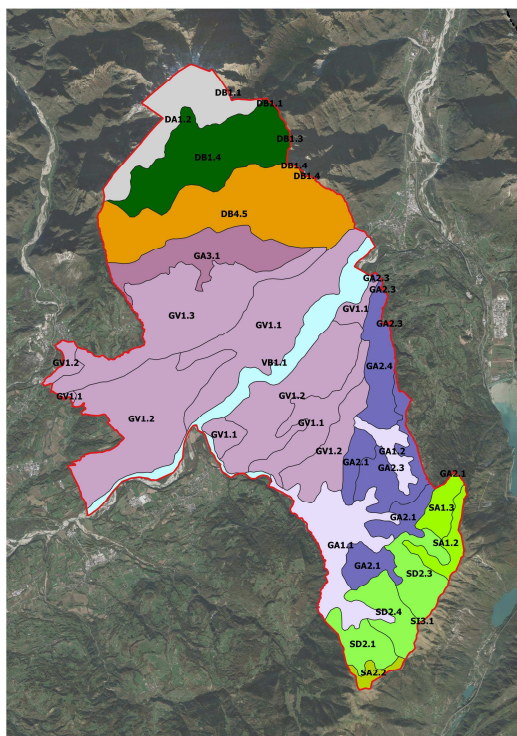 DB1.1
DB1.1
DA1.2
DB1.3
DB1.4
DB1.4
DB1.4
DB4.5
GA3.1
GA2.3
GA2.3
GV1.1
GV1.3
GA2.3
GV1.1
VB1.1
GV1.2
GA2.4
GV1.1
GV1.2
GV1.2
GV1.1
GV1.1
GV1.2
GA1.2
GA2.1
GA2.3
GA2.1
SA1.3
GA2.1
GA1.1
SA1.2
GA2.1
SD2.3
SD2.4
SI3.1
SD2.1
SA2.2